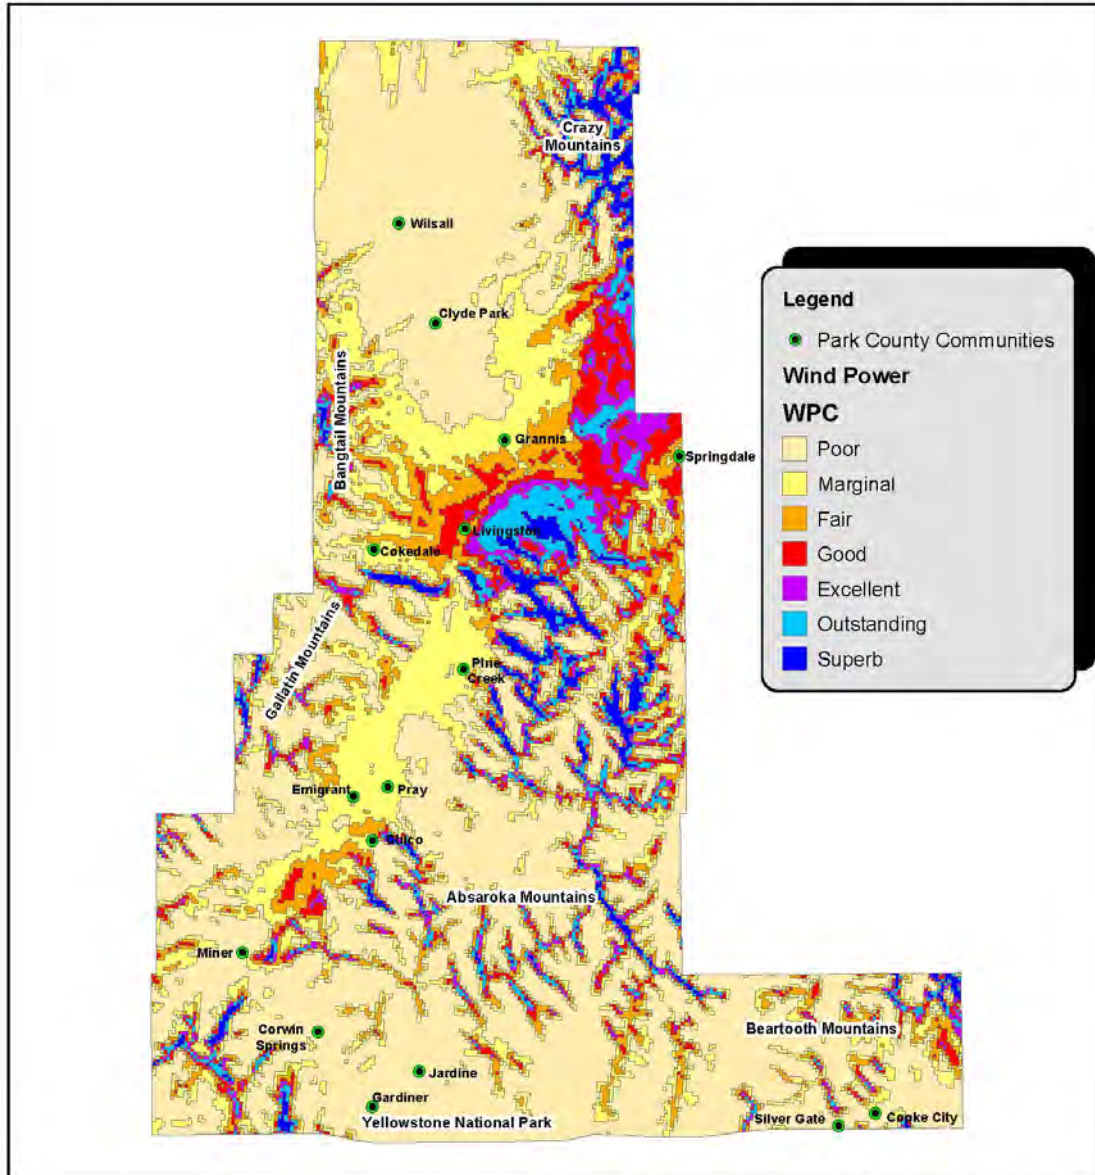 Crazy
Mountains
Wilsall
Clyde Park
Bangtail Mountains
Grannis
Springdale
Livingston
Cokedale
Gallatin Mountains
Pine
Creek
Emigrant
Pray
Chico
Absaroka Mountains
Miner
Corwin
Springs
Beartooth Mountains
Jardine
Gardiner
Yellowstone National Park
Silver Gate
Cooke City
Legend
Park County Communities
Wind Power
WPC
Poor
Marginal
Fair
Good
Excellent
Outstanding
Superb